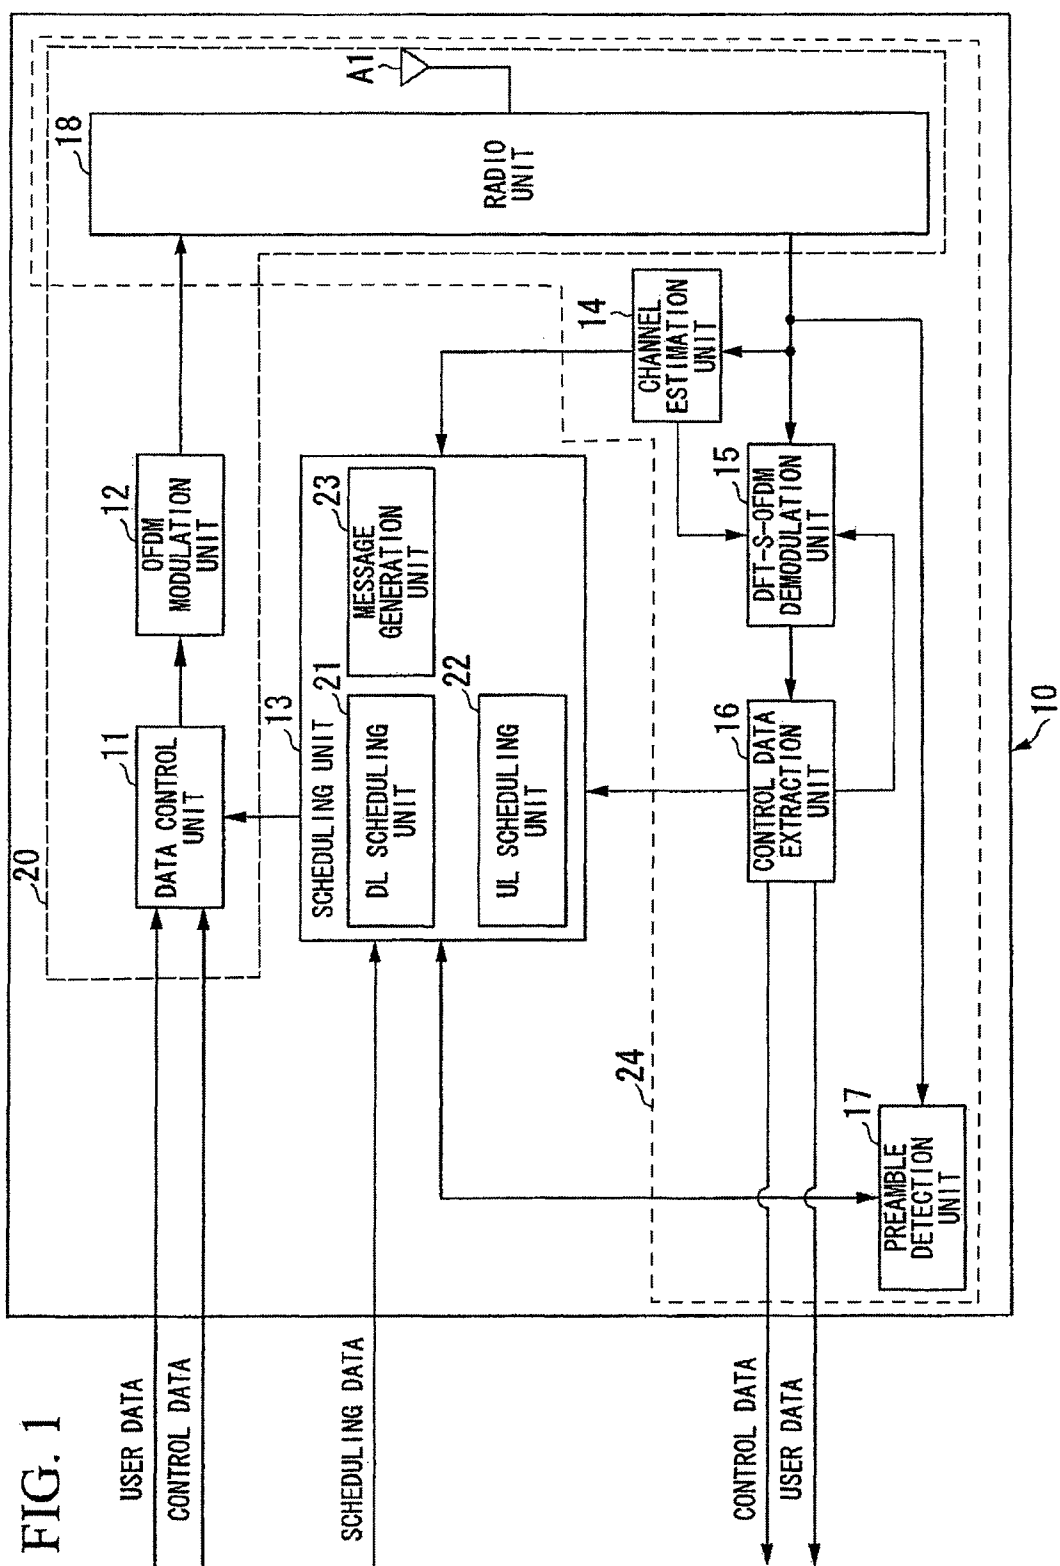 FIG. 1
USER DATA
CONTROL DATA
SCHEDULING DATA
CONTROL DATA
USER DATA
10
20
11
DATA CONTROL
UNIT
12
OFDM
MODULATION
UNIT
18
RADIO
UNIT
A1
13
SCHEDULING UNIT
21
DL SCHEDULING
UNIT
22
UL SCHEDULING
UNIT
23
MESSAGE
GENERATION
UNIT
14
CHANNEL
ESTIMATION
UNIT
15
DFT-S-OFDM
DEMODULATION
UNIT
16
CONTROL DATA
EXTRACTION
UNIT
24
17
PREAMBLE
DETECTION
UNIT